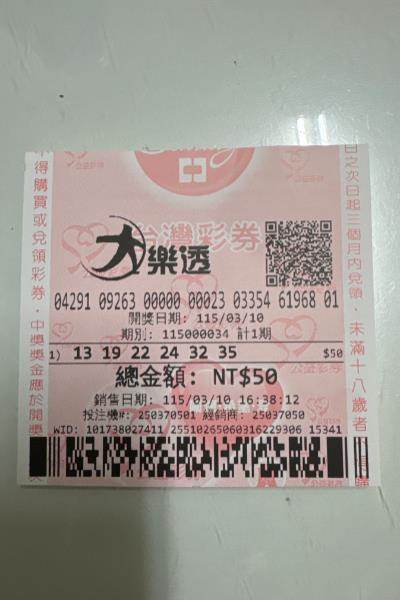 台灣彩券
大樂透
04291 09263 00000 00023 03354 61968 01
開獎日期: 115/03/10
期別: 115000034 計1期
1) 13 19 22 24 32 35 $50
總金額: NT$50
銷售日期: 115/03/10 16:38:12
投注機#: 250370501 經銷商: 25037050
WID: 101738027411 25510265060316229306 15341
得購買或兌領彩券。中獎獎金應於開獎
日之次日起三個月內兌領。未滿十八歲者
公益彩券